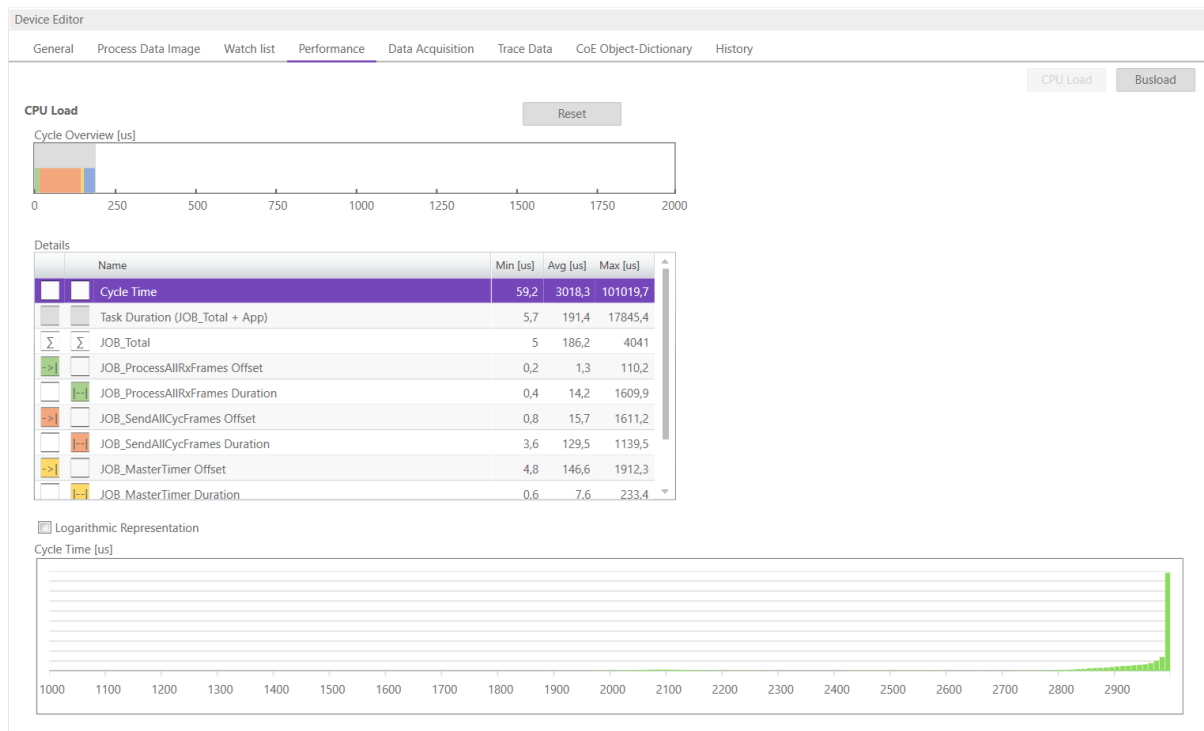 Device Editor
General Process Data Image Watch list Performance Data Acquisition Trace Data CoE Object-Dictionary History
CPU Load Busload
CPU Load Reset
Cycle Overview [us]
0 250 500 750 1000 1250 1500 1750 2000
Details
Name Min [us] Avg [us] Max [us]
Cycle Time 59,2 3018,3 101019,7
Task Duration (JOB_Total + App) 5,7 191,4 17845,4
∑ ∑ JOB_Total 5 186,2 4041
->| JOB_ProcessAllRxFrames Offset 0,2 1,3 110,2
|--| JOB_ProcessAllRxFrames Duration 0,4 14,2 1609,9
->| JOB_SendAllCycFrames Offset 0,8 15,7 1611,2
|--| JOB_SendAllCycFrames Duration 3,6 129,5 1139,5
->| JOB_MasterTimer Offset 4,8 146,6 1912,3
|--| JOB_MasterTimer Duration 0,6 7,6 233,4
Logarithmic Representation
Cycle Time [us]
1000 1100 1200 1300 1400 1500 1600 1700 1800 1900 2000 2100 2200 2300 2400 2500 2600 2700 2800 2900